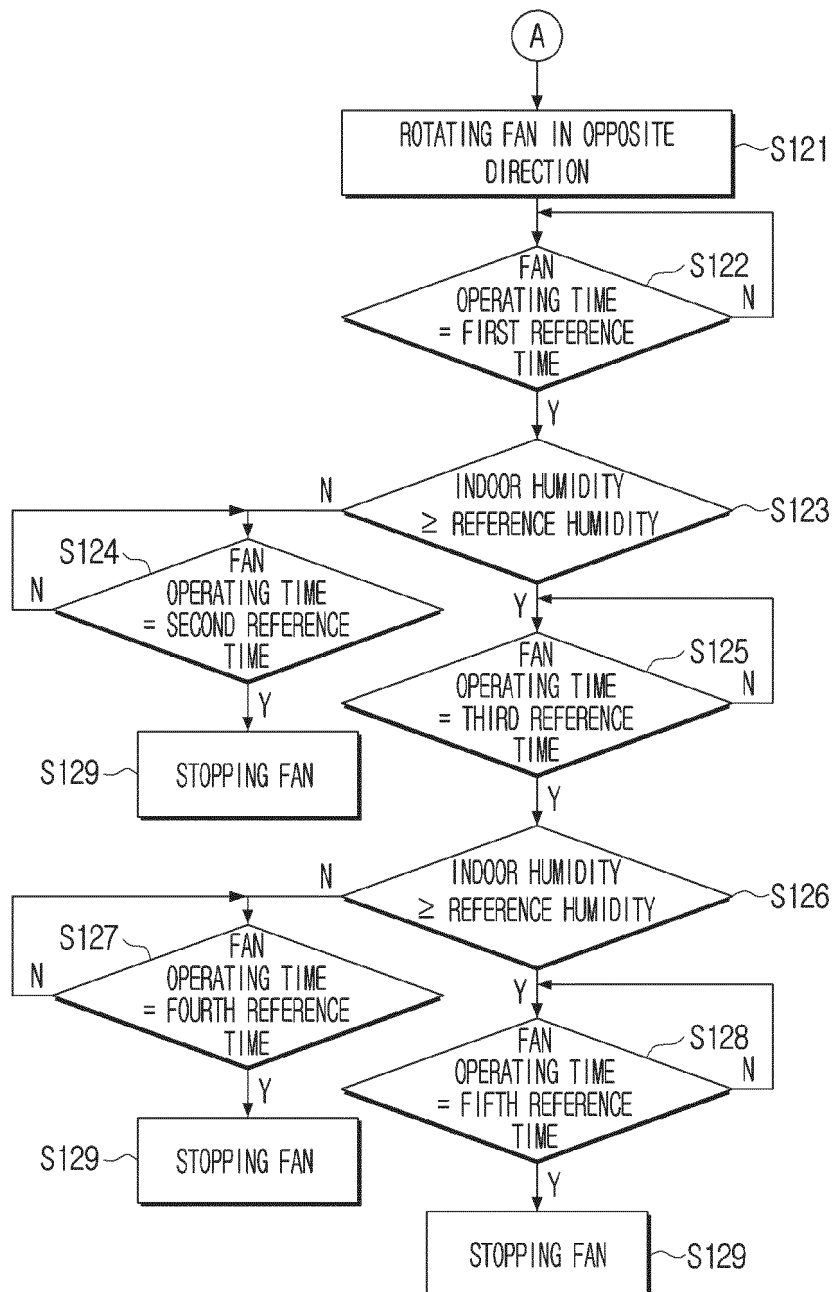 A
ROTATING FAN IN OPPOSITE
DIRECTION
S121
FAN
OPERATING TIME
= FIRST REFERENCE
TIME
S122
N
Y
INDOOR HUMIDITY
≥ REFERENCE HUMIDITY
S123
N
Y
S124
FAN
OPERATING TIME
= SECOND REFERENCE
TIME
N
Y
S129
STOPPING FAN
FAN
OPERATING TIME
= THIRD REFERENCE
TIME
S125
N
Y
INDOOR HUMIDITY
≥ REFERENCE HUMIDITY
S126
N
Y
S127
FAN
OPERATING TIME
= FOURTH REFERENCE
TIME
N
Y
S129
STOPPING FAN
FAN
OPERATING TIME
= FIFTH REFERENCE
TIME
S128
N
Y
STOPPING FAN
S129